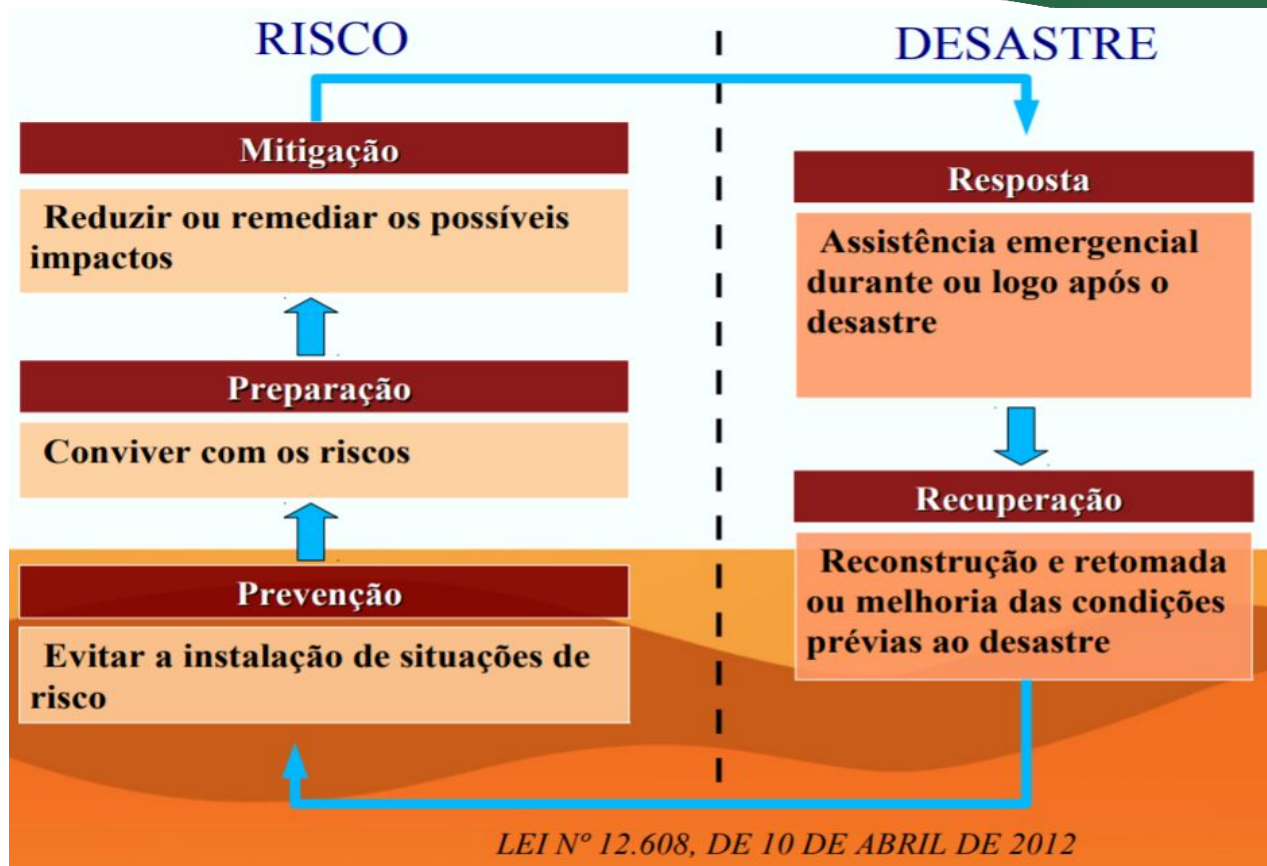 RISCO
Mitigação
Reduzir ou remediar os possíveis
impactos
Preparação
Conviver com os riscos
Prevenção
Evitar a instalação de situações de
risco
DESASTRE
Resposta
Assistência emergencial
durante ou logo após o
desastre
Recuperação
Reconstrução e retomada
ou melhoria das condições
prévias ao desastre
LEI Nº 12.608, DE 10 DE ABRIL DE 2012